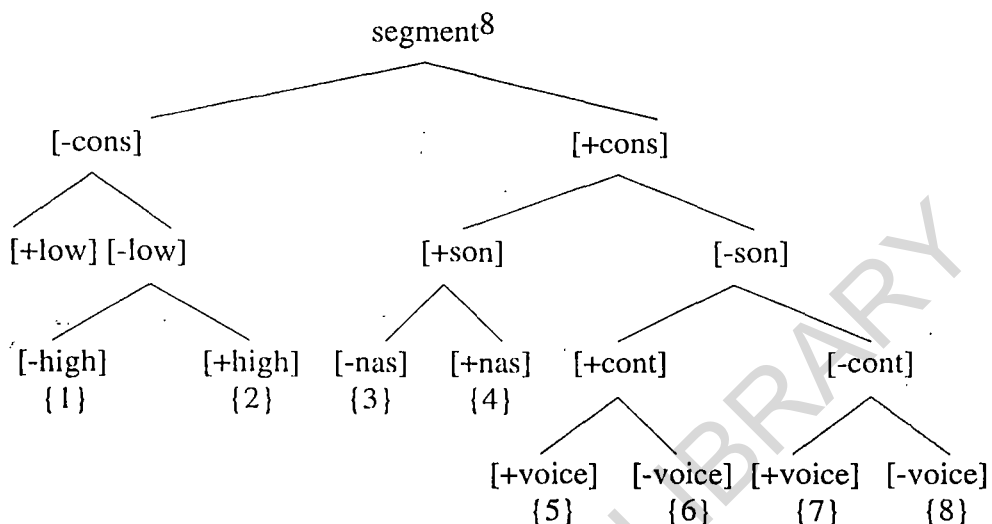 segment8
[-cons] [+cons]
[+low] [-low] [+son] [-son]
[-high] [+high] [-nas] [+nas] [+cont] [-cont]
{1} {2} {3} {4}
[+voice] [-voice] [+voice] [-voice]
{5} {6} {7} {8}
LIBRARY